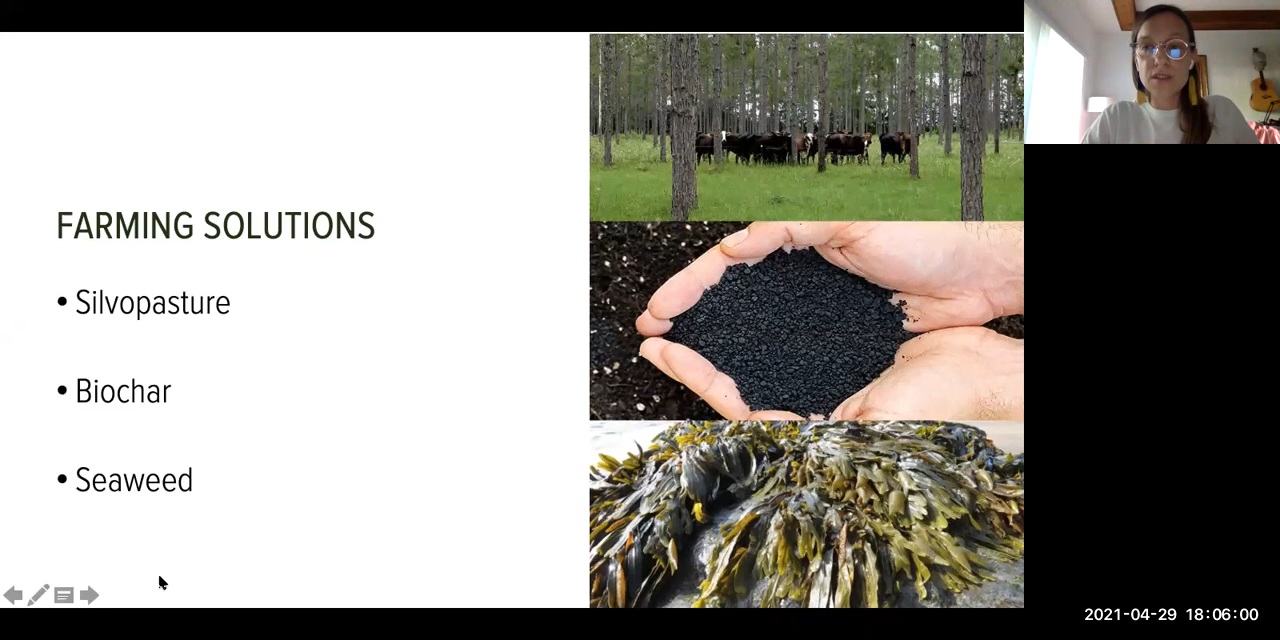 FARMING SOLUTIONS
• Silvopasture
• Biochar
• Seaweed
2021-04-29 18:06:00